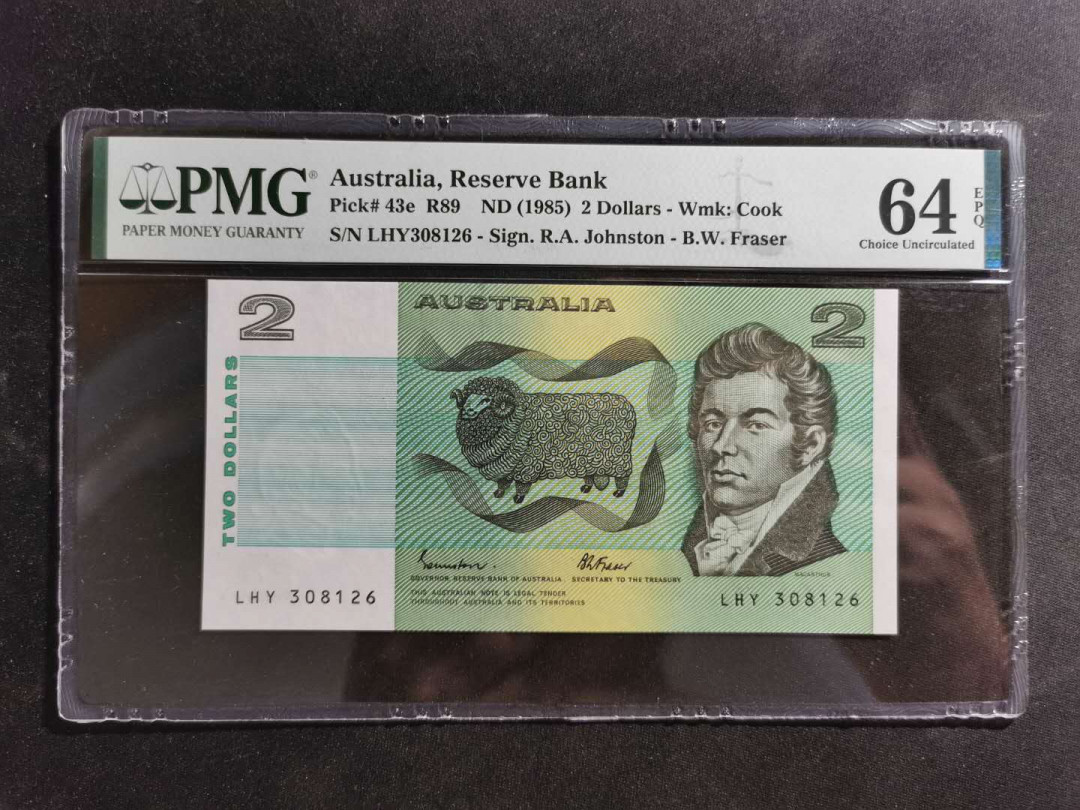 PMG®
PAPER MONEY GUARANTY
Australia, Reserve Bank
Pick# 43e R89 ND (1985) 2 Dollars - Wmk: Cook
S/N LHY308126 - Sign. R.A. Johnston - B.W. Fraser
64
EPQ
Choice Uncirculated
2
AUSTRALIA
2
TWO DOLLARS
Johnston
B.W. Fraser
GOVERNOR, RESERVE BANK OF AUSTRALIA. SECRETARY TO THE TREASURY
THIS AUSTRALIAN NOTE IS LEGAL TENDER
THROUGHOUT AUSTRALIA AND ITS TERRITORIES
MACARTHUR
LHY 308126
LHY 308126